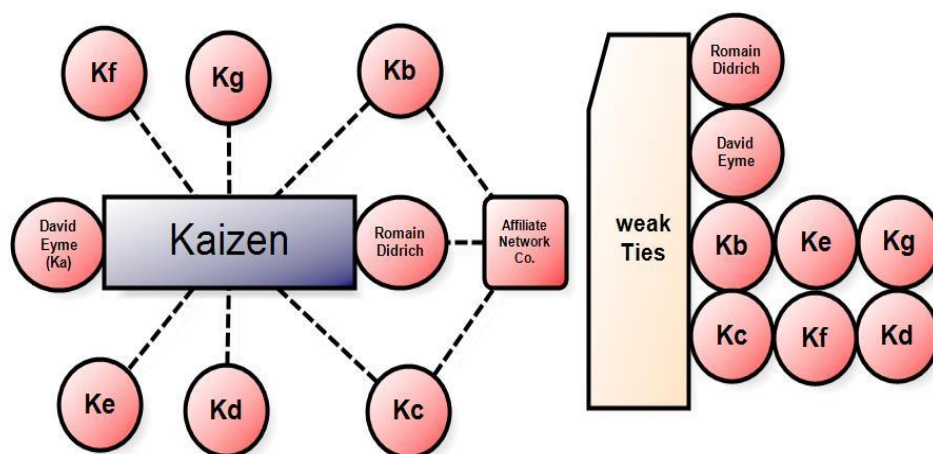 Kf
Kg
Kb
David
Eyme
(Ka)
Kaizen
Romain
Didrich
Affiliate
Network
Co.
Ke
Kd
Kc
weak
Ties
Romain
Didrich
David
Eyme
Kb
Ke
Kg
Kc
Kf
Kd